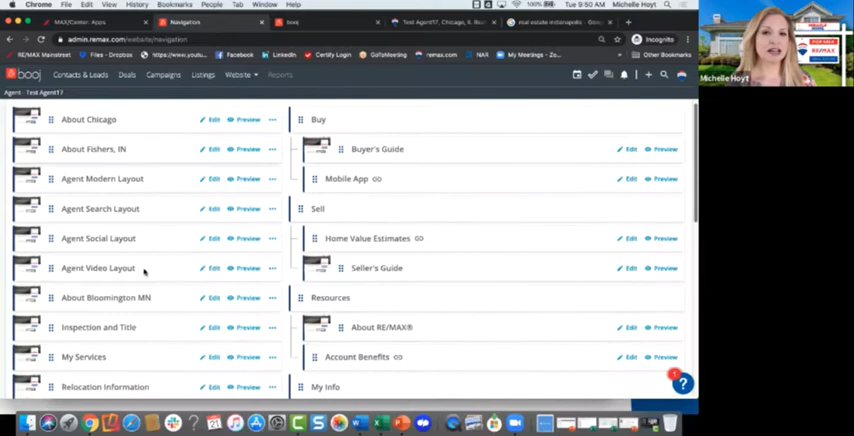 Chrome File Edit View History Bookmarks People Tab Window Help
Tue 9:50 AM Michelle Hoyt
MAX/Center: Apps
Navigation
booj
Test Agent17, Chicago, IL Re
real estate indianapolis - Goog
admin.remax.com/website/navigation
Incognito
RE/MAX Mainstreet Files - Dropbox https://www.youtu... Facebook LinkedIn Certify Login GoToMeeting remax.com NAR My Meetings - Zo... Other Bookmarks
booj Contacts & Leads Deals Campaigns Listings Website Reports
Agent - Test Agent17
About Chicago Edit Preview
Buy
About Fishers, IN Edit Preview
Buyer's Guide Edit Preview
Agent Modern Layout Edit Preview
Mobile App Edit Preview
Agent Search Layout Edit Preview
Sell
Agent Social Layout Edit Preview
Home Value Estimates Edit Preview
Agent Video Layout Edit Preview
Seller's Guide Edit Preview
About Bloomington MN Edit Preview
Resources
Inspection and Title Edit Preview
About RE/MAX® Edit Preview
My Services Edit Preview
Account Benefits Edit Preview
Relocation Information Edit Preview
My Info
1
?
Michelle Hoyt